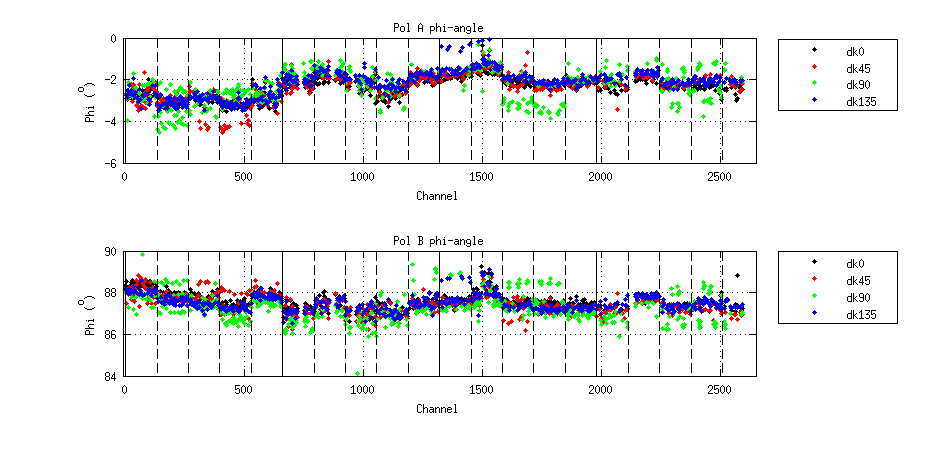 Pol A phi-angle
0
-2
-4
-6
Phi (°)
0 500 1000 1500 2000 2500
Channel
dk0
dk45
dk90
dk135
Pol B phi-angle
90
88
86
84
Phi (°)
0 500 1000 1500 2000 2500
Channel
dk0
dk45
dk90
dk135